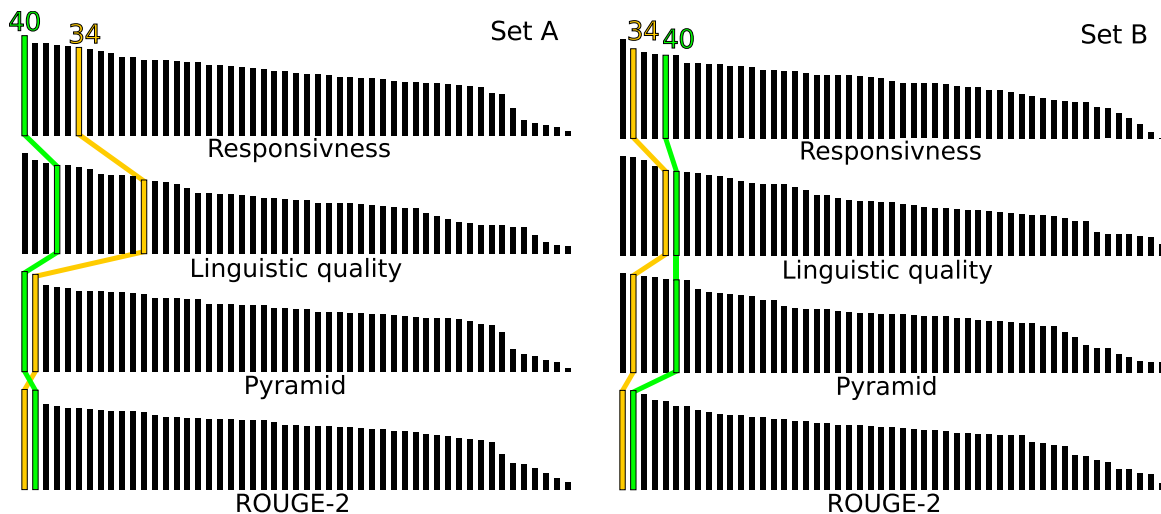 40
34
Set A
Responsivness
Linguistic quality
Pyramid
ROUGE-2
34
40
Set B
Responsivness
Linguistic quality
Pyramid
ROUGE-2